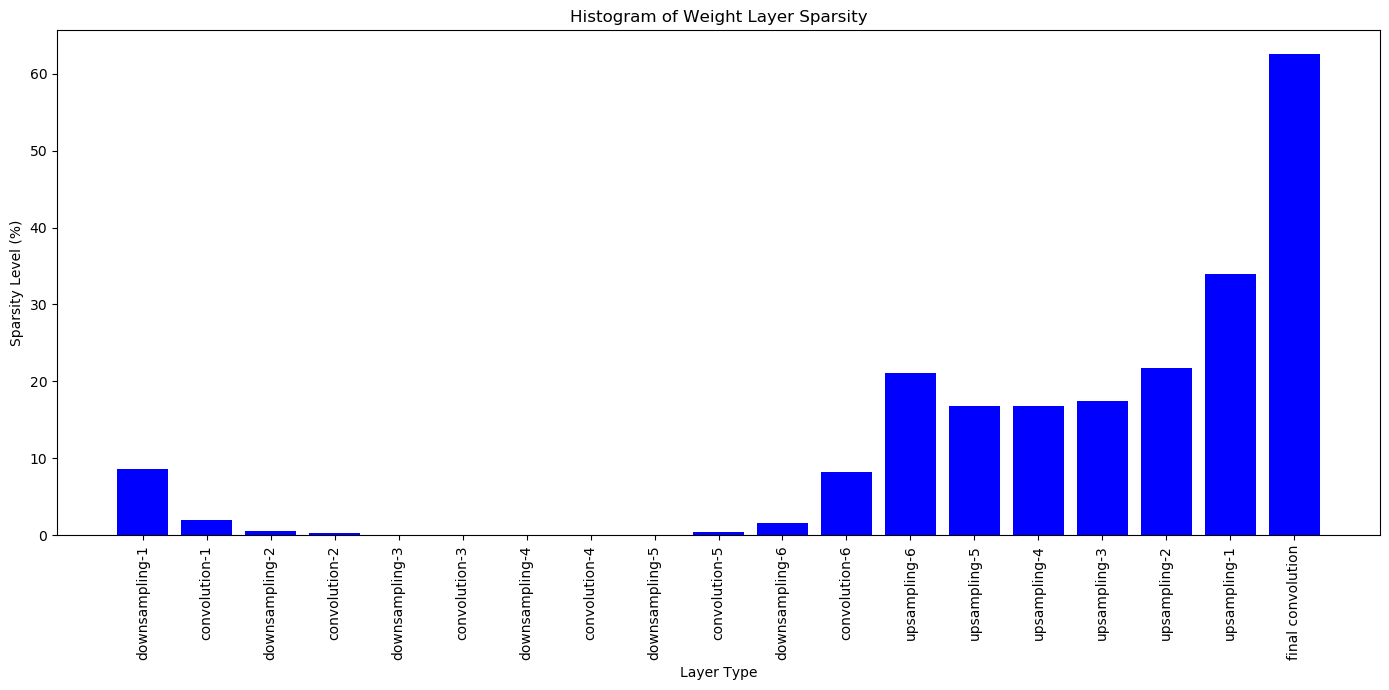 Histogram of Weight Layer Sparsity
Sparsity Level (%)
60
50
40
30
20
10
0
downsampling-1
convolution-1
downsampling-2
convolution-2
downsampling-3
convolution-3
downsampling-4
convolution-4
downsampling-5
convolution-5
downsampling-6
convolution-6
upsampling-6
upsampling-5
upsampling-4
upsampling-3
upsampling-2
upsampling-1
final convolution
Layer Type